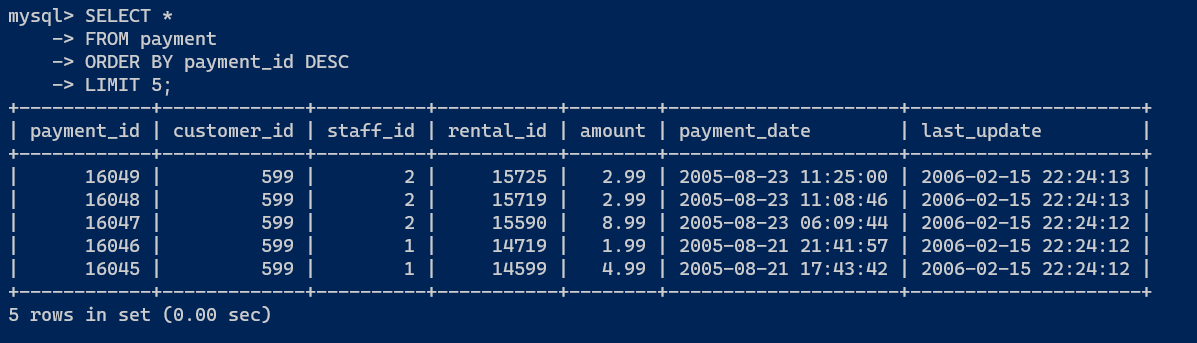 mysql> SELECT *
    -> FROM payment
    -> ORDER BY payment_id DESC
    -> LIMIT 5;
+------------+-------------+----------+-----------+--------+---------------------+---------------------+
| payment_id | customer_id | staff_id | rental_id | amount | payment_date        | last_update         |
+------------+-------------+----------+-----------+--------+---------------------+---------------------+
|      16049 |         599 |        2 |     15725 |   2.99 | 2005-08-23 11:25:00 | 2006-02-15 22:24:13 |
|      16048 |         599 |        2 |     15719 |   2.99 | 2005-08-23 11:08:46 | 2006-02-15 22:24:13 |
|      16047 |         599 |        2 |     15590 |   8.99 | 2005-08-23 06:09:44 | 2006-02-15 22:24:12 |
|      16046 |         599 |        1 |     14719 |   1.99 | 2005-08-21 21:41:57 | 2006-02-15 22:24:12 |
|      16045 |         599 |        1 |     14599 |   4.99 | 2005-08-21 17:43:42 | 2006-02-15 22:24:12 |
+------------+-------------+----------+-----------+--------+---------------------+---------------------+
5 rows in set (0.00 sec)